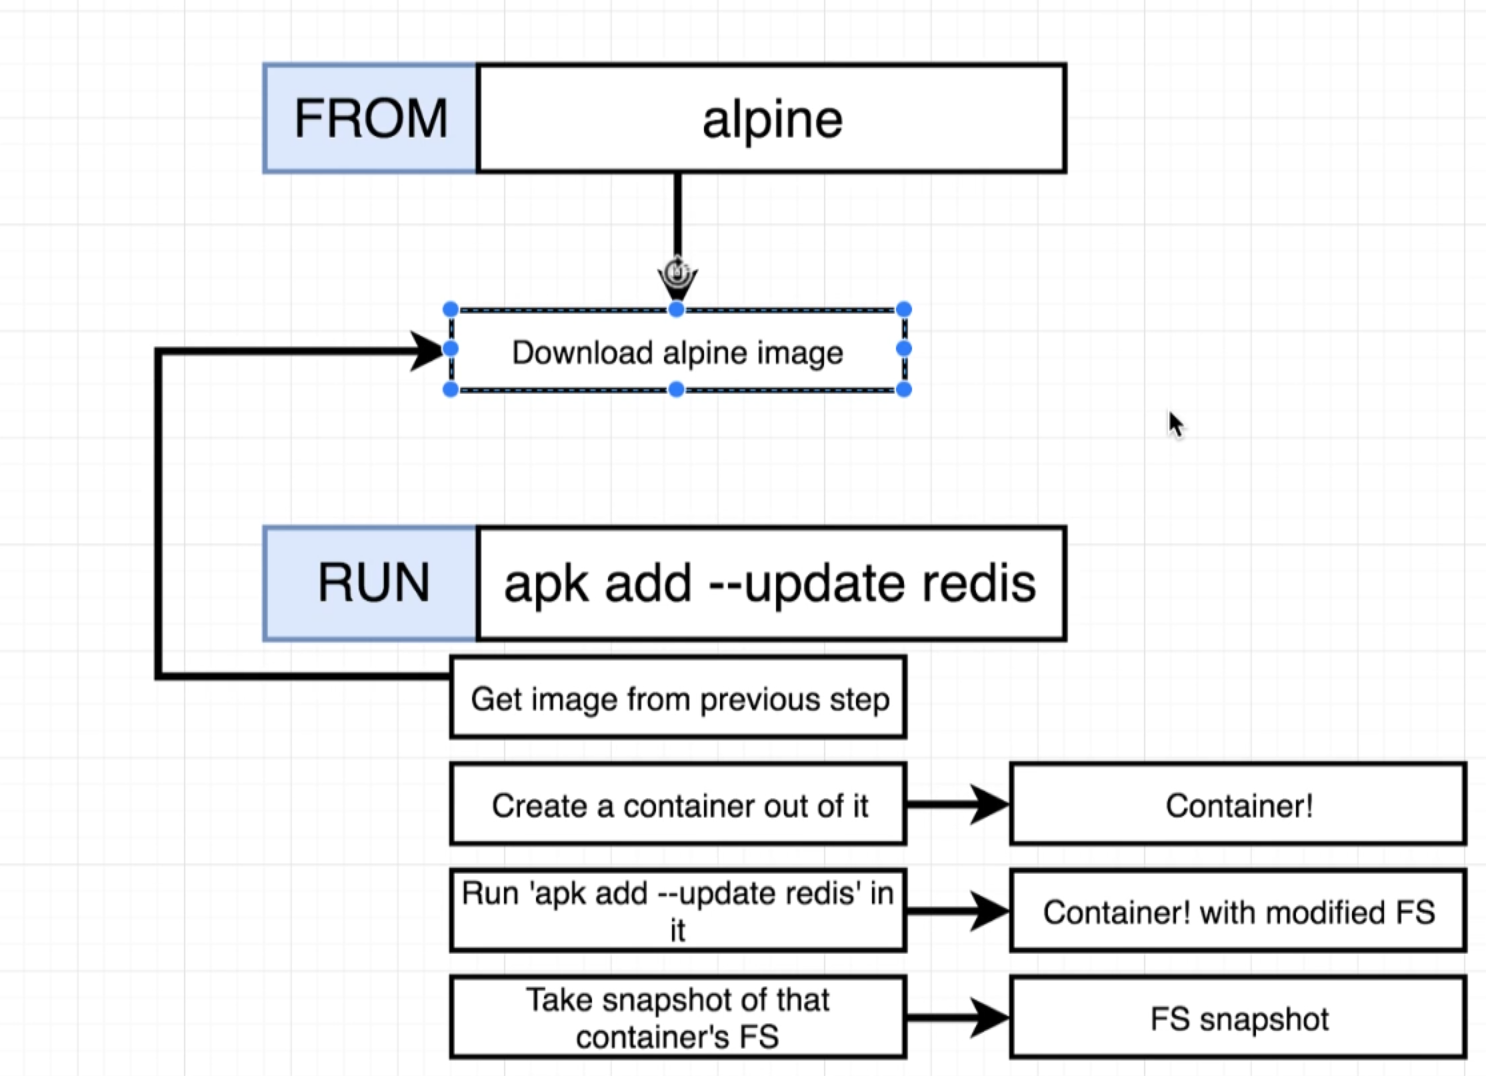 FROM
alpine
Download alpine image
RUN
apk add --update redis
Get image from previous step
Create a container out of it
Container!
Run 'apk add --update redis' in
it
Container! with modified FS
Take snapshot of that
container's FS
FS snapshot